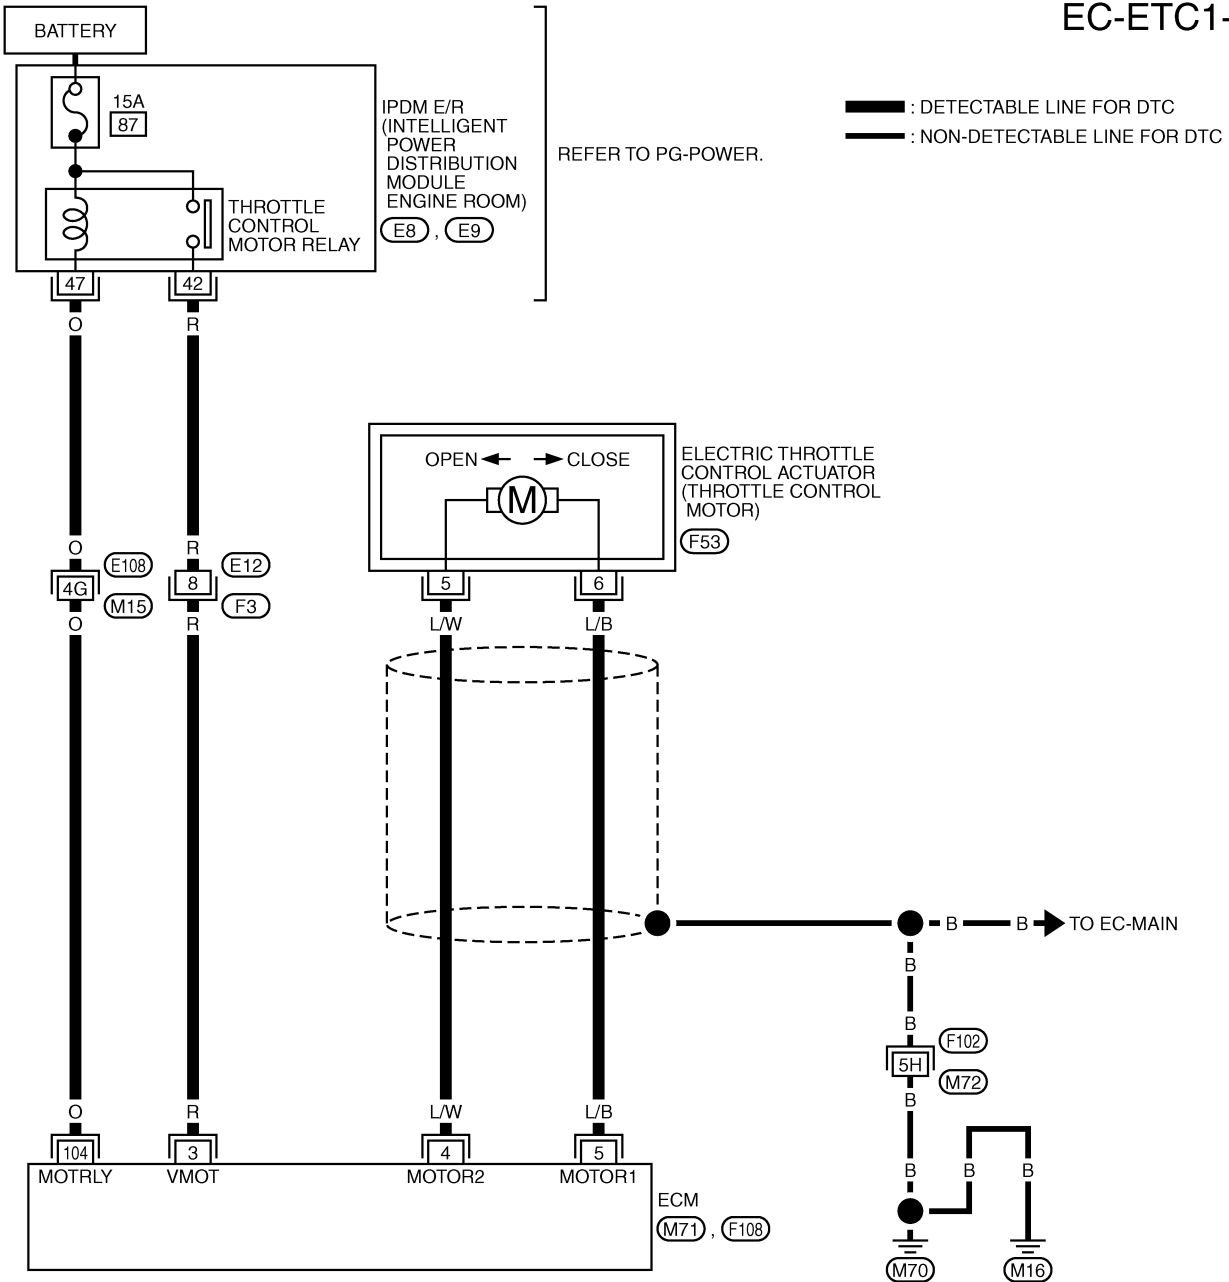 EC-ETC1-
BATTERY
15A
87
IPDM E/R
(INTELLIGENT
POWER
DISTRIBUTION
MODULE
ENGINE ROOM)
E8 , E9
REFER TO PG-POWER.
: DETECTABLE LINE FOR DTC
: NON-DETECTABLE LINE FOR DTC
THROTTLE
CONTROL
MOTOR RELAY
47 42
O R
OPEN CLOSE
M
ELECTRIC THROTTLE
CONTROL ACTUATOR
(THROTTLE CONTROL
MOTOR)
F53
O R
E108 E12
4G 8 5 6
M15 F3
O R L/W L/B
B B TO EC-MAIN
B
B
F102
5H
M72
B
O R L/W L/B
104 3 4 5
MOTRLY VMOT MOTOR2 MOTOR1
B B B
ECM
M71 , F108
M70 M16